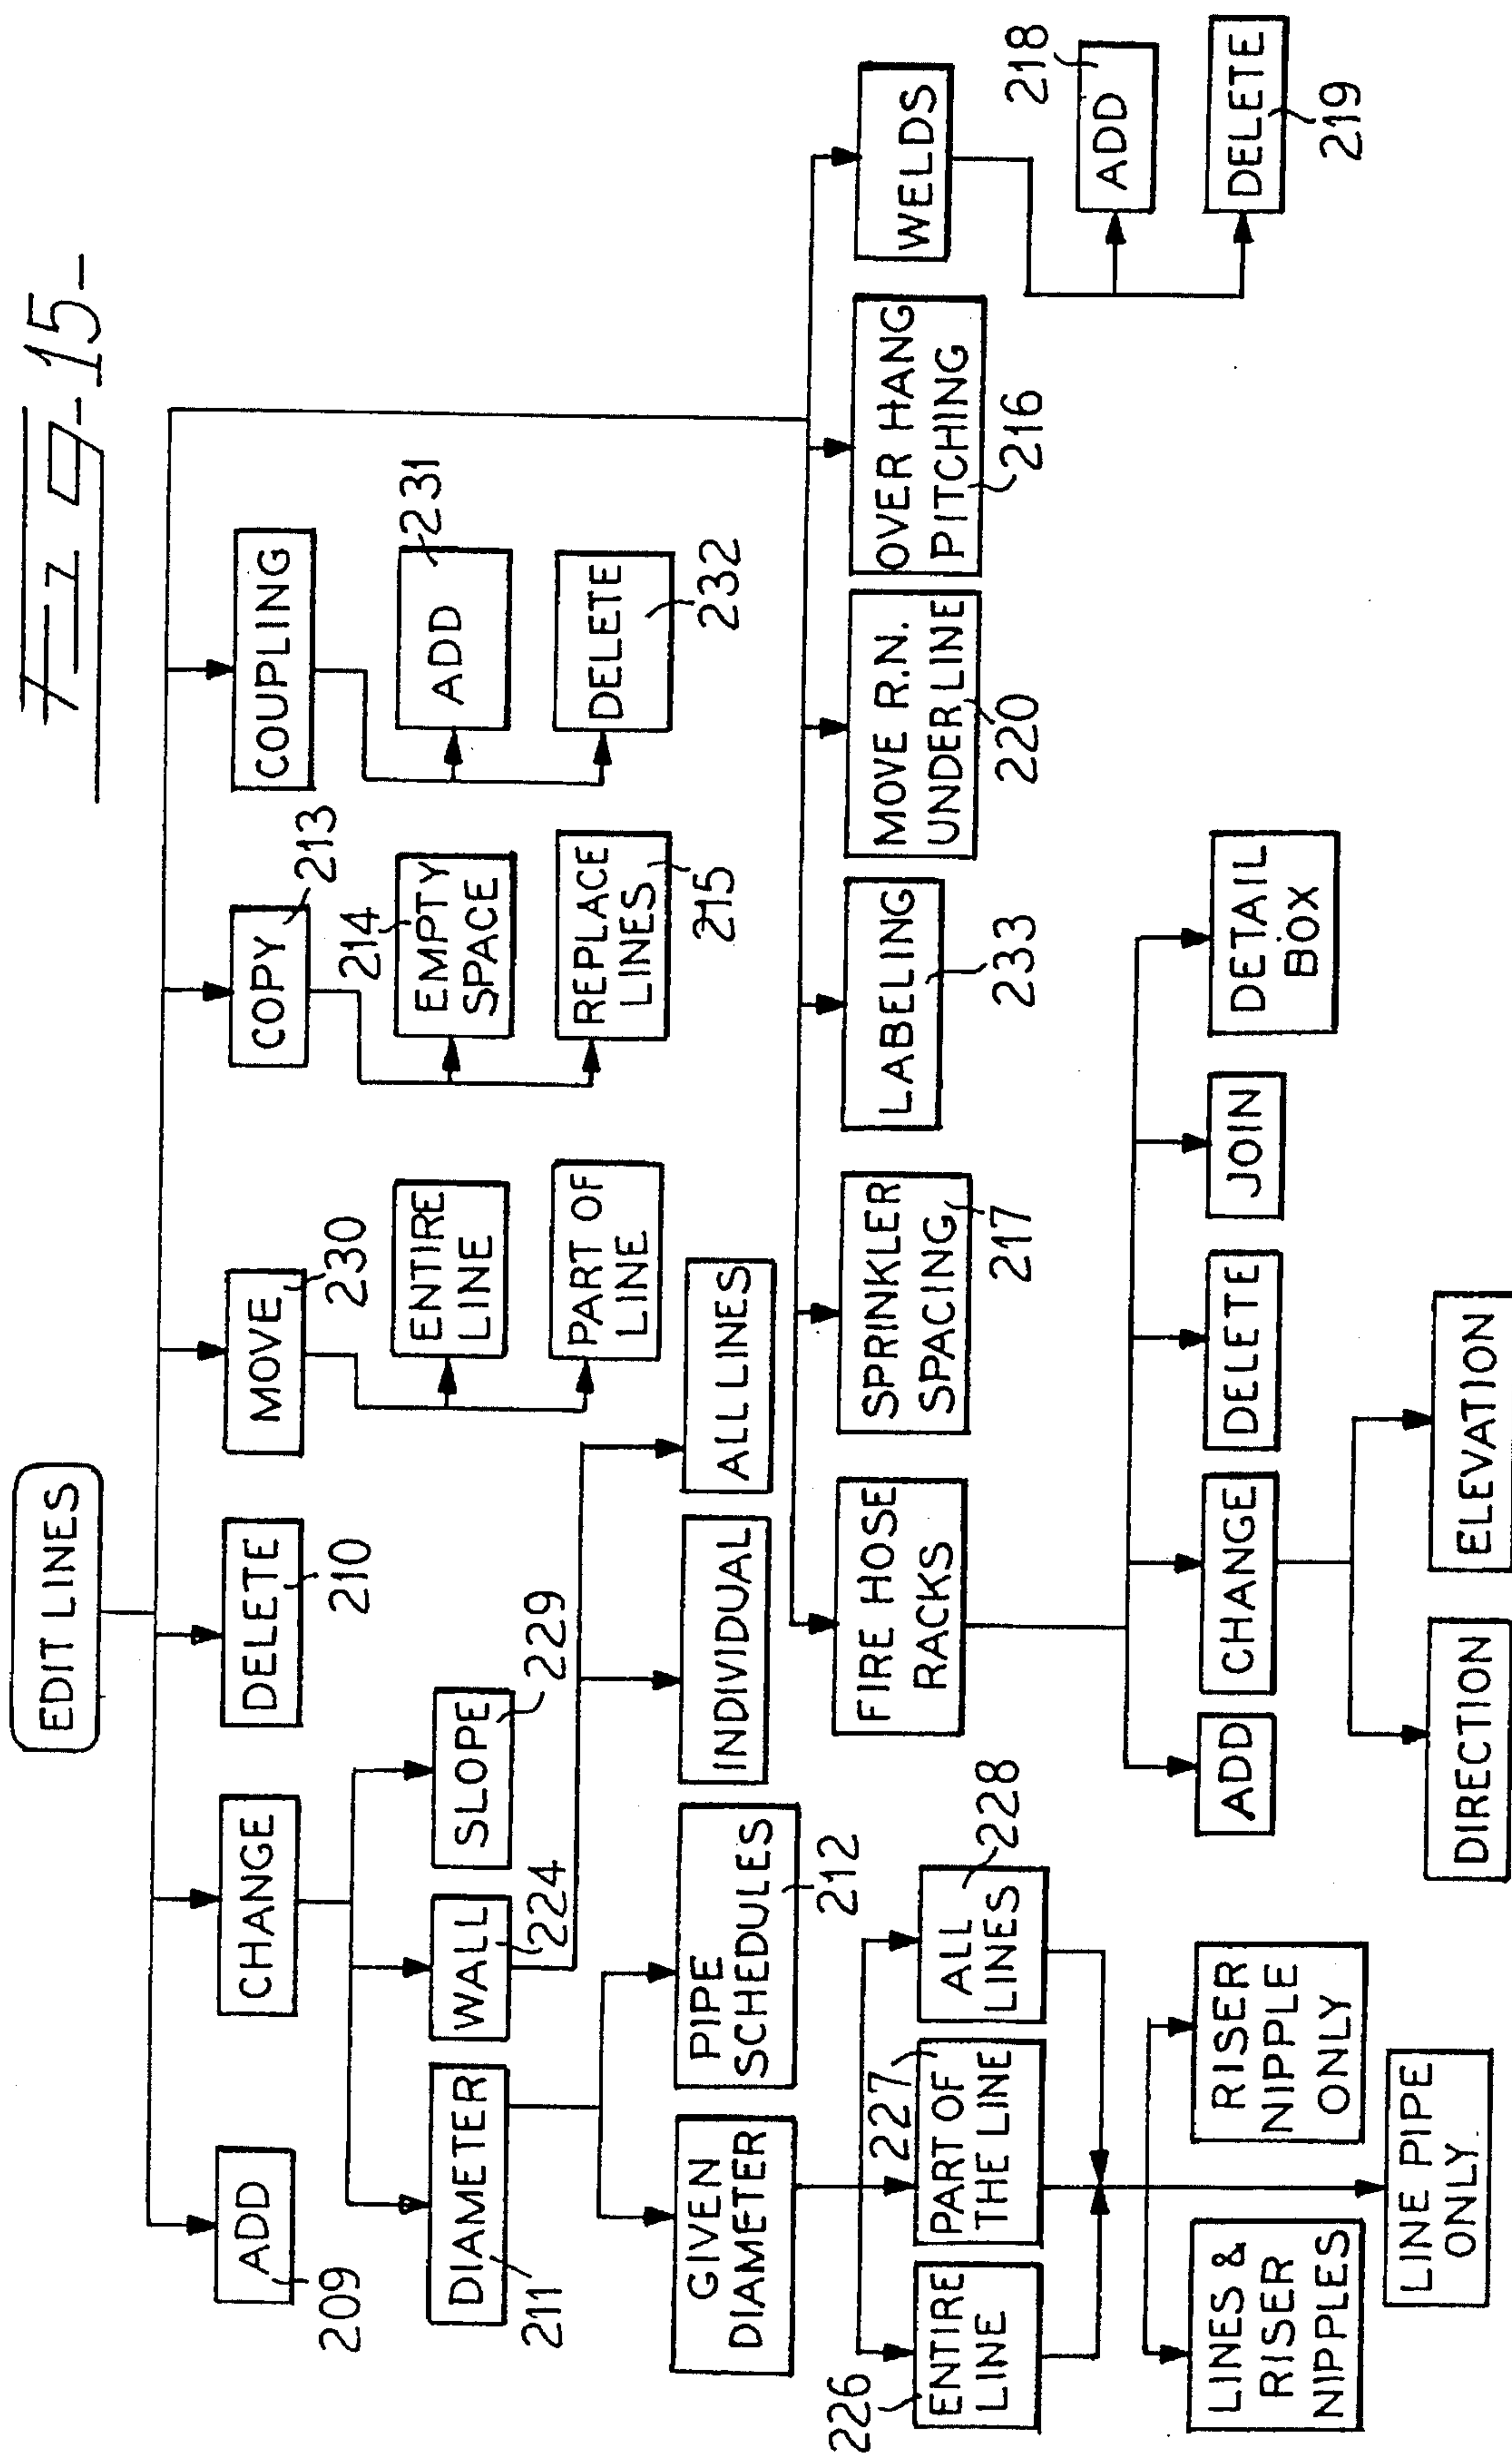 Fig-15-
EDIT LINES
ADD
209
CHANGE
DELETE
210
MOVE
230
COPY
213
COUPLING
DIAMETER
211
WALL
224
SLOPE
229
ENTIRE
LINE
PART OF
LINE
214
EMPTY
SPACE
REPLACE
LINES
215
ADD
231
DELETE
232
GIVEN
DIAMETER
PIPE
SCHEDULES
212
INDIVIDUAL
ALL LINES
226
ENTIRE
LINE
227
PART OF
THE LINE
ALL
LINES
228
LINES &
RISER
NIPPLES
RISER
NIPPLE
ONLY
LINE PIPE
ONLY.
FIRE HOSE
RACKS
SPRINKLER
SPACING
217
LABELING
233
MOVE R.N.
UNDER LINE
220
OVER HANG
PITCHING
216
WELDS
ADD
218
DELETE
219
ADD
CHANGE
DELETE
JOIN
DETAIL
BOX
DIRECTION
ELEVATION